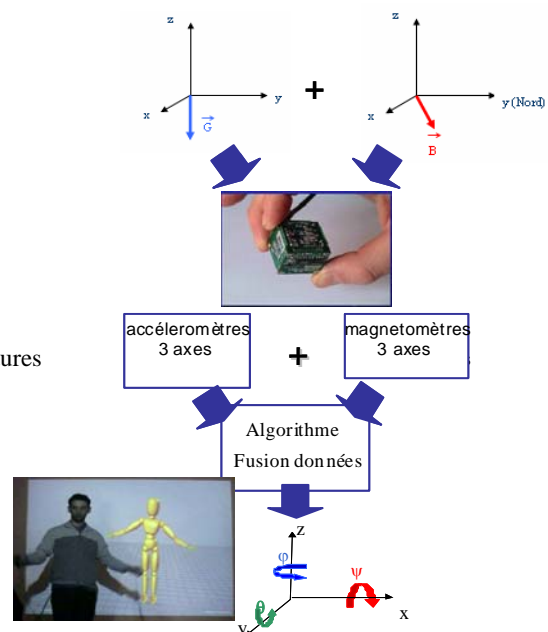 z
z
y
x
G
+
y (Nord)
x
B
accéleromètres
3 axes
+
magnetomètres
3 axes
ures
Algorithme
Fusion données
z
φ
ψ
θ
x
y